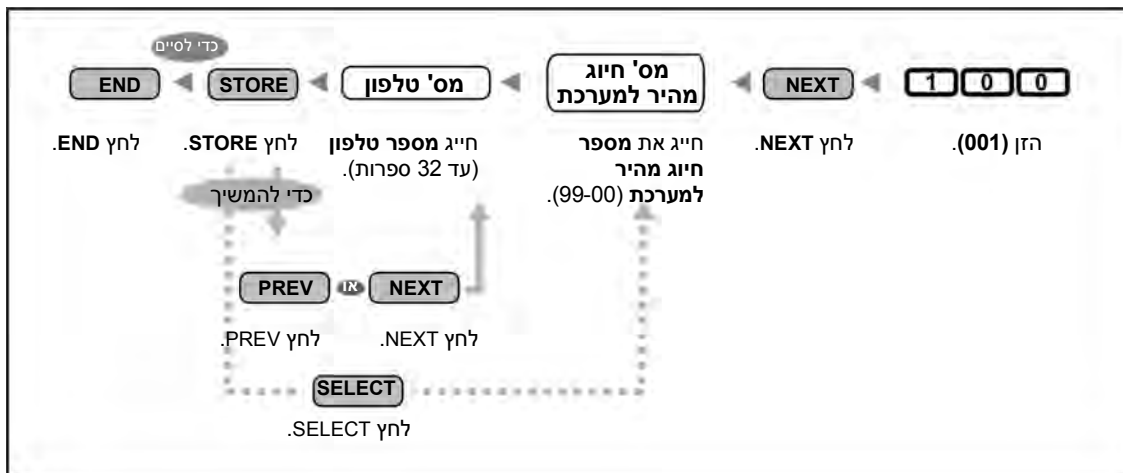 כדי לסיים
1 0 0
NEXT
מס' חיוג
מהיר למערכת
מס' טלפון
STORE
END
הזן (001).
לחץ NEXT.
חייג את מספר
חיוג מהיר
למערכת (99-00).
חייג מספר טלפון
(עד 32 ספרות).
לחץ STORE.
לחץ END.
כדי להמשיך
NEXT או PREV
לחץ NEXT.
לחץ PREV.
SELECT
לחץ SELECT.